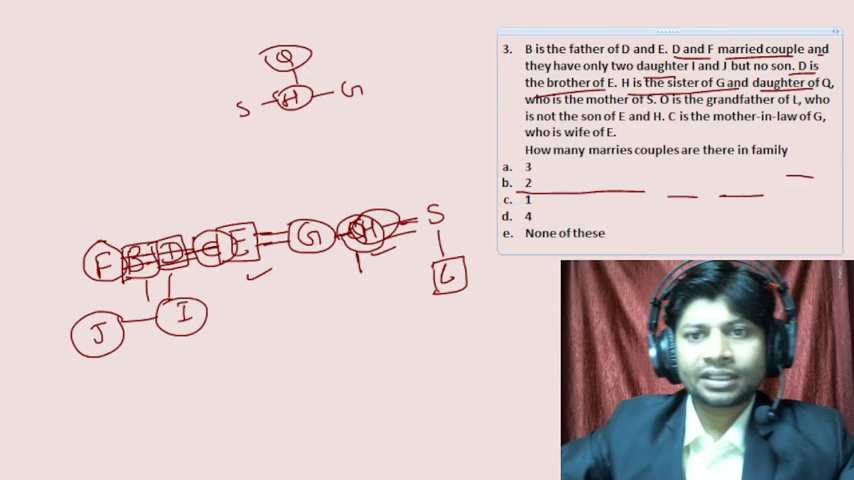 3. B is the father of D and E. D and F married couple and
they have only two daughter I and J but no son. D is
the brother of E. H is the sister of G and daughter of Q,
who is the mother of S. O is the grandfather of L, who
is not the son of E and H. C is the mother-in-law of G,
who is wife of E.
How many marries couples are there in family
a. 3
b. 2
c. 1
d. 4
e. None of these
Q
S H G
F B D C E G H S
J I L